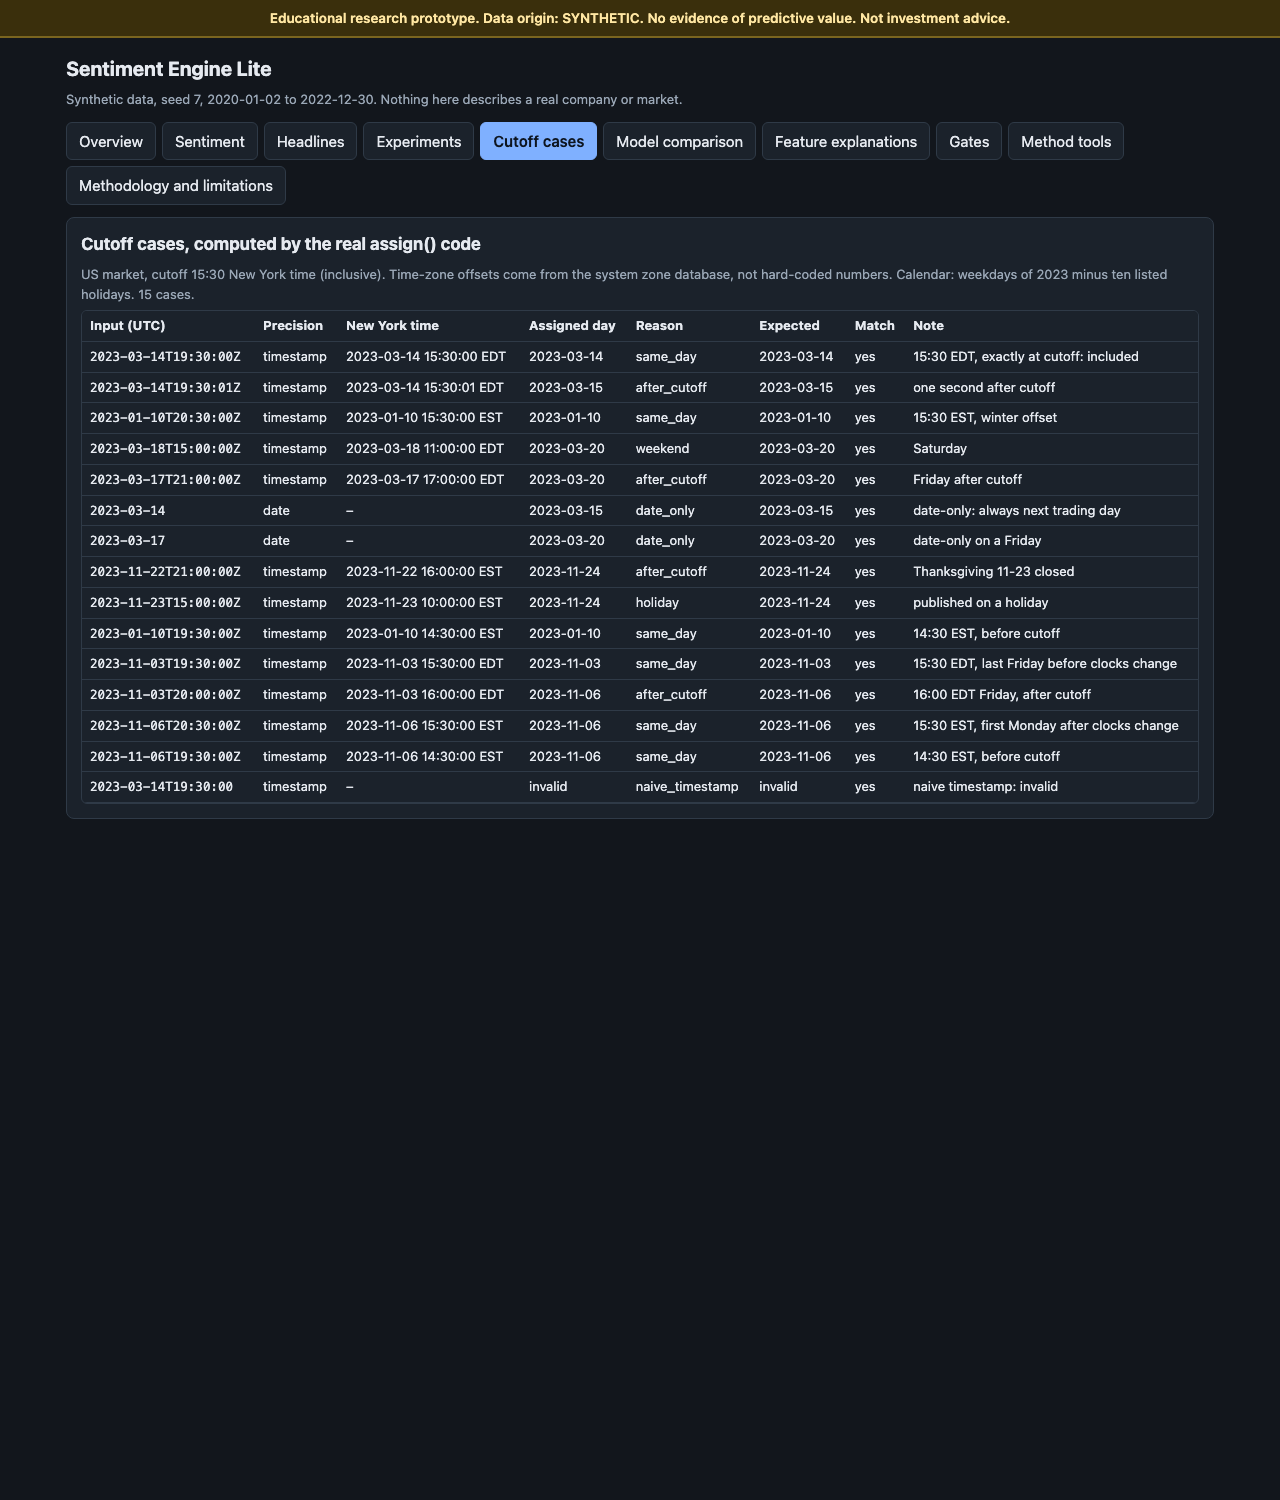 Educational research prototype. Data origin: SYNTHETIC. No evidence of predictive value. Not investment advice.
Sentiment Engine Lite
Synthetic data, seed 7, 2020-01-02 to 2022-12-30. Nothing here describes a real company or market.
Overview Sentiment Headlines Experiments Cutoff cases Model comparison Feature explanations Gates Method tools
Methodology and limitations
Cutoff cases, computed by the real assign() code
US market, cutoff 15:30 New York time (inclusive). Time-zone offsets come from the system zone database, not hard-coded numbers. Calendar: weekdays of 2023 minus ten listed
holidays. 15 cases.
Input (UTC) Precision New York time Assigned day Reason Expected Match Note
2023-03-14T19:30:00Z timestamp 2023-03-14 15:30:00 EDT 2023-03-14 same_day 2023-03-14 yes 15:30 EDT, exactly at cutoff: included
2023-03-14T19:30:01Z timestamp 2023-03-14 15:30:01 EDT 2023-03-15 after_cutoff 2023-03-15 yes one second after cutoff
2023-01-10T20:30:00Z timestamp 2023-01-10 15:30:00 EST 2023-01-10 same_day 2023-01-10 yes 15:30 EST, winter offset
2023-03-18T15:00:00Z timestamp 2023-03-18 11:00:00 EDT 2023-03-20 weekend 2023-03-20 yes Saturday
2023-03-17T21:00:00Z timestamp 2023-03-17 17:00:00 EDT 2023-03-20 after_cutoff 2023-03-20 yes Friday after cutoff
2023-03-14 date – 2023-03-15 date_only 2023-03-15 yes date-only: always next trading day
2023-03-17 date – 2023-03-20 date_only 2023-03-20 yes date-only on a Friday
2023-11-22T21:00:00Z timestamp 2023-11-22 16:00:00 EST 2023-11-24 after_cutoff 2023-11-24 yes Thanksgiving 11-23 closed
2023-11-23T15:00:00Z timestamp 2023-11-23 10:00:00 EST 2023-11-24 holiday 2023-11-24 yes published on a holiday
2023-01-10T19:30:00Z timestamp 2023-01-10 14:30:00 EST 2023-01-10 same_day 2023-01-10 yes 14:30 EST, before cutoff
2023-11-03T19:30:00Z timestamp 2023-11-03 15:30:00 EDT 2023-11-03 same_day 2023-11-03 yes 15:30 EDT, last Friday before clocks change
2023-11-03T20:00:00Z timestamp 2023-11-03 16:00:00 EDT 2023-11-06 after_cutoff 2023-11-06 yes 16:00 EDT Friday, after cutoff
2023-11-06T20:30:00Z timestamp 2023-11-06 15:30:00 EST 2023-11-06 same_day 2023-11-06 yes 15:30 EST, first Monday after clocks change
2023-11-06T19:30:00Z timestamp 2023-11-06 14:30:00 EST 2023-11-06 same_day 2023-11-06 yes 14:30 EST, before cutoff
2023-03-14T19:30:00 timestamp – invalid naive_timestamp invalid yes naive timestamp: invalid